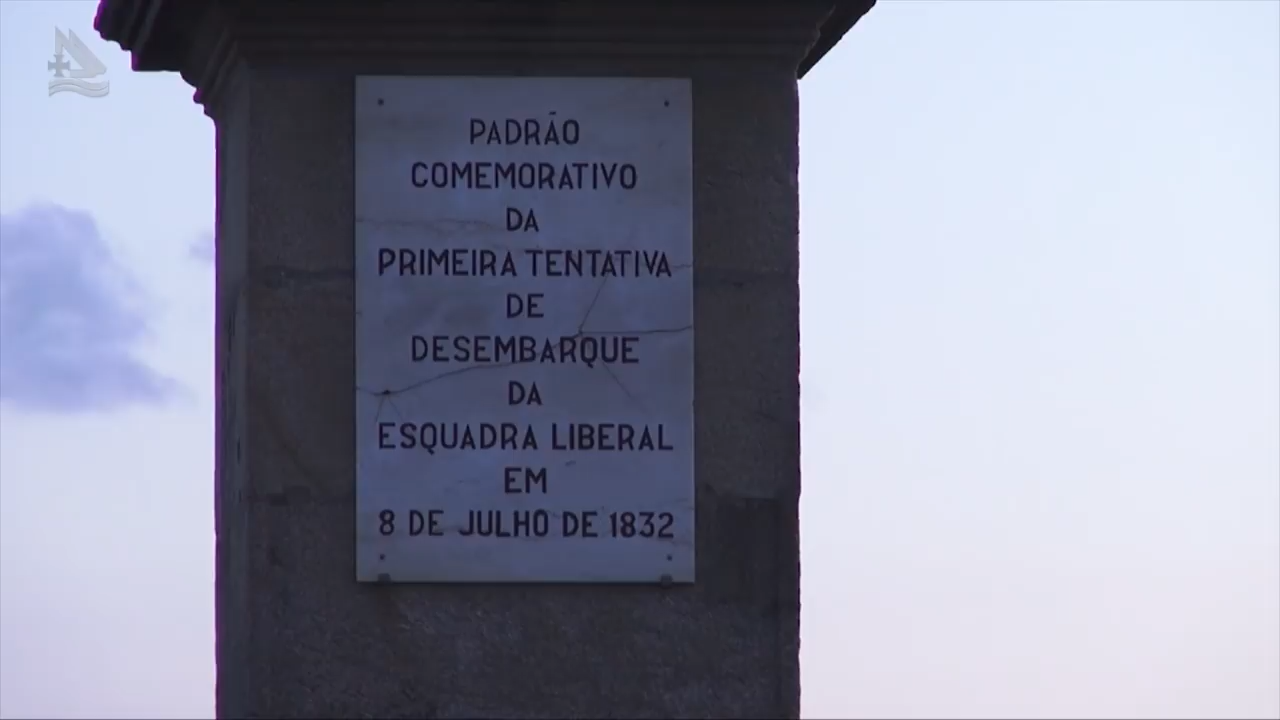 PADRÃO
COMEMORATIVO
DA
PRIMEIRA TENTATIVA
DE
DESEMBARQUE
DA
ESQUADRA LIBERAL
EM
8 DE JULHO DE 1832